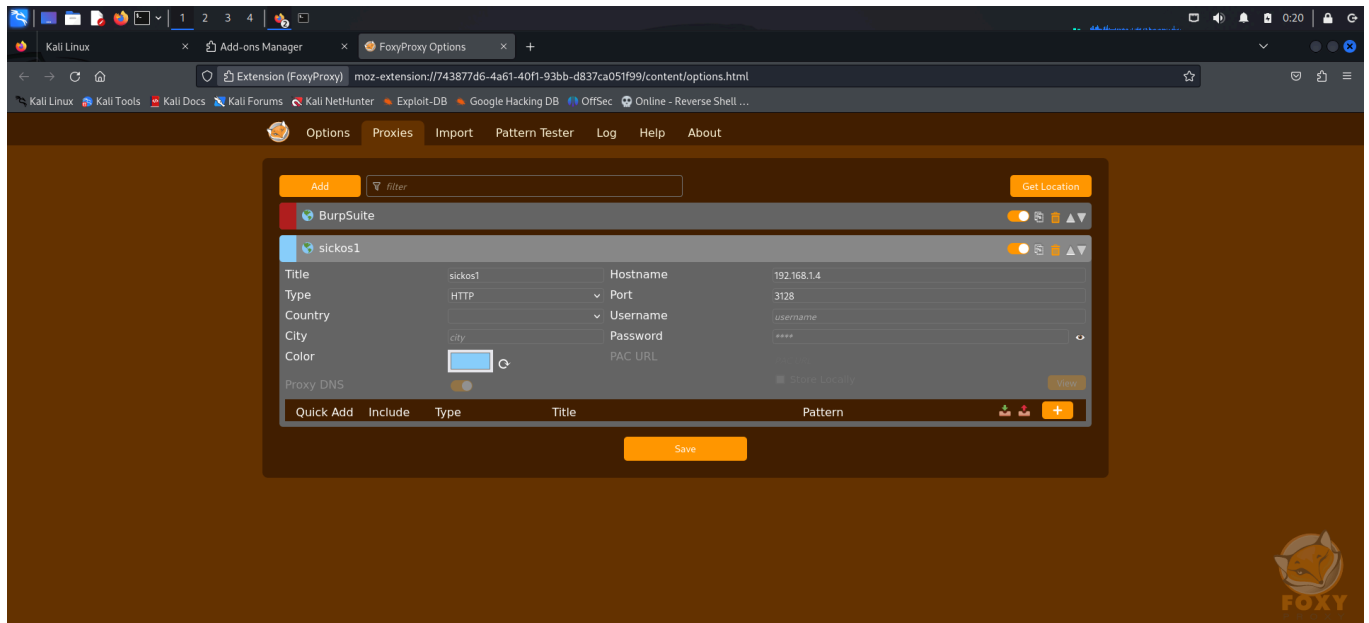 1 2 3 4 2 0:20
Kali Linux × Add-ons Manager × FoxyProxy Options × +
Extension (FoxyProxy) moz-extension://743877d6-4a61-40f1-93bb-d837ca051f99/content/options.html
Kali Linux Kali Tools Kali Docs Kali Forums Kali NetHunter Exploit-DB Google Hacking DB OffSec Online - Reverse Shell ...
Options Proxies Import Pattern Tester Log Help About
Add filter Get Location
BurpSuite
sickos1
Title sickos1 Hostname 192.168.1.4
Type HTTP Port 3128
Country Username username
City city Password ****
Color PAC URL
Proxy DNS Store Locally View
Quick Add Include Type Title Pattern +
Save
FOXY